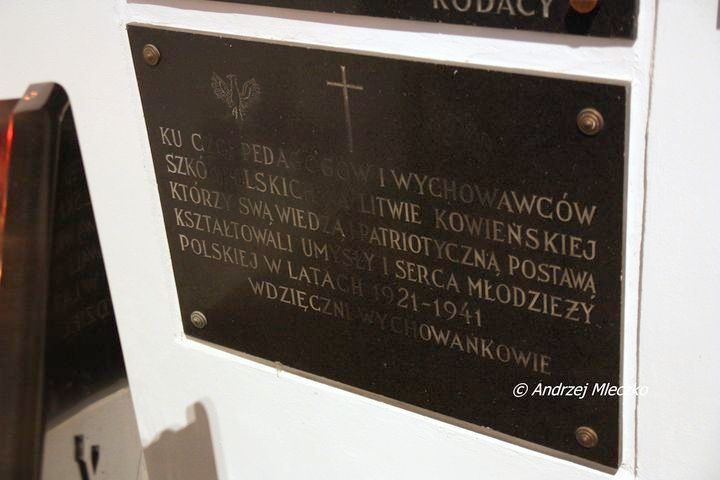 RODACY
KU CZCI PEDAGOGÓW I WYCHOWAWCÓW
SZKÓŁ POLSKICH NA LITWIE KOWIEŃSKIEJ
KTÓRZY SWĄ WIEDZĄ I PATRIOTYCZNĄ POSTAWĄ
KSZTAŁTOWALI UMYSŁY I SERCA MŁODZIEŻY
POLSKIEJ W LATACH 1921-1941
WDZIĘCZNI WYCHOWANKOWIE
© Andrzej Mleczko